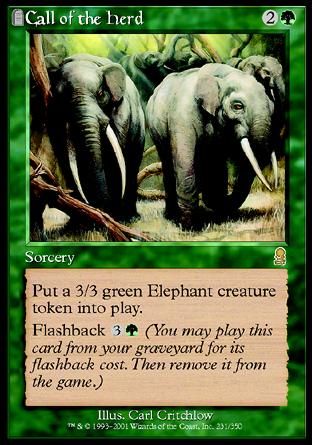 Call of the Herd 2
Sorcery
Put a 3/3 green Elephant creature
token into play.
Flashback 3 (You may play this
card from your graveyard for its
flashback cost. Then remove it from
the game.)
Illus. Carl Critchlow
™ & © 1993–2001 Wizards of the Coast, Inc. 231/350